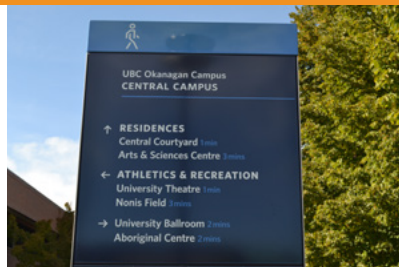 UBC Okanagan Campus
CENTRAL CAMPUS
↑ RESIDENCES
Central Courtyard 1 min
Arts & Sciences Centre 3 mins
← ATHLETICS & RECREATION
University Theatre 1 min
Nonis Field 3 mins
→ University Ballroom 2 mins
Aboriginal Centre 2 mins